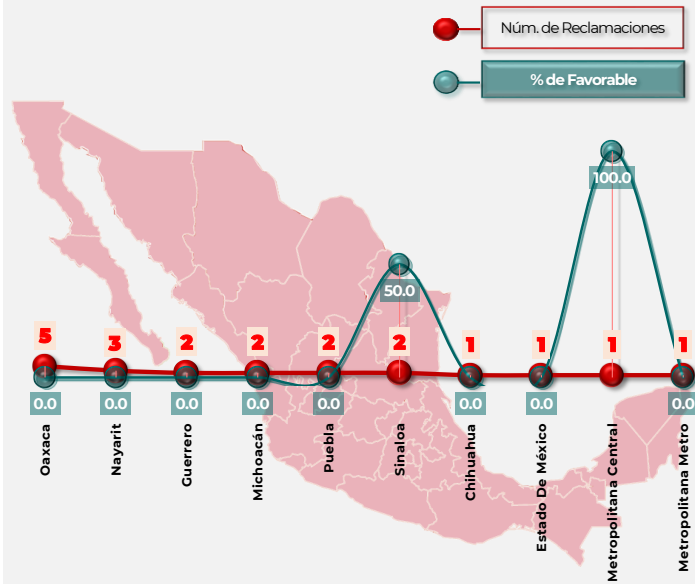 Núm. de Reclamaciones
% de Favorable
100.0
50.0
5
3
2
2
2
2
1
1
1
1
0.0
0.0
0.0
0.0
0.0
0.0
0.0
0.0
Oaxaca
Nayarit
Guerrero
Michoacán
Puebla
Sinaloa
Chihuahua
Estado De México
Metropolitana Central
Metropolitana Metro